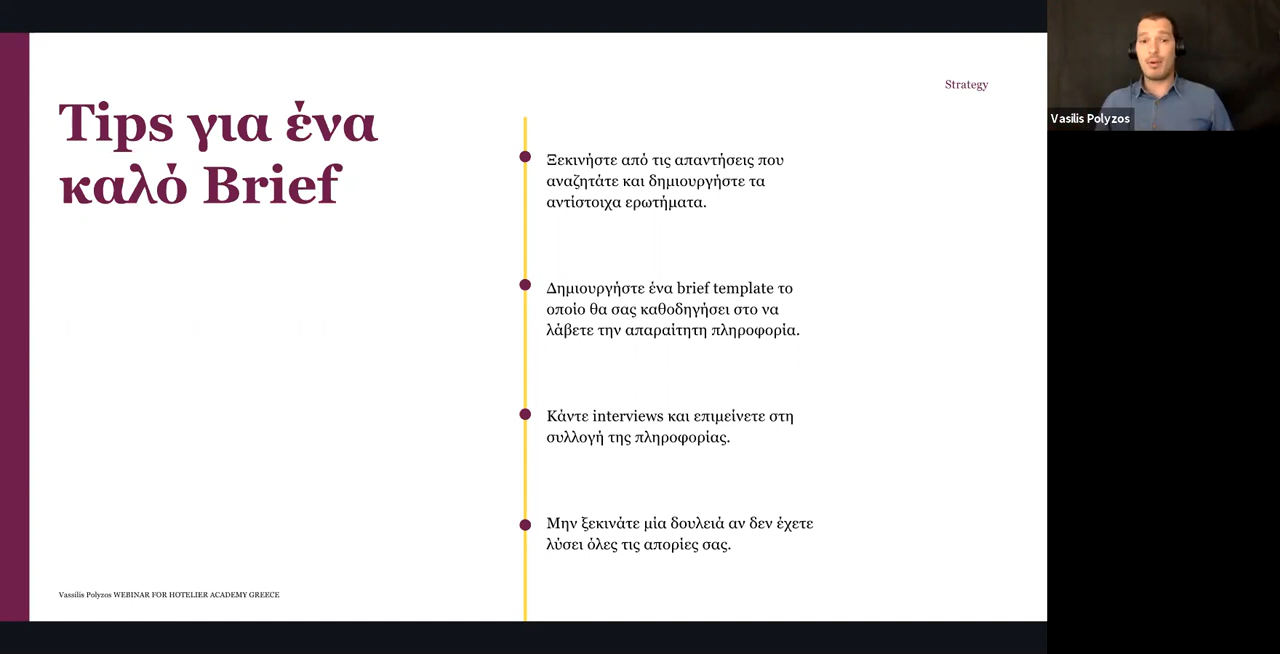 Strategy
Tips για ένα
καλό Brief
Ξεκινήστε από τις απαντήσεις που
αναζητάτε και δημιουργήστε τα
αντίστοιχα ερωτήματα.
Δημιουργήστε ένα brief template το
οποίο θα σας καθοδηγήσει στο να
λάβετε την απαραίτητη πληροφορία.
Κάντε interviews και επιμείνετε στη
συλλογή της πληροφορίας.
Μην ξεκινάτε μία δουλειά αν δεν έχετε
λύσει όλες τις απορίες σας.
Vassilis Polyzos WEBINAR FOR HOTELIER ACADEMY GREECE
Vasilis Polyzos